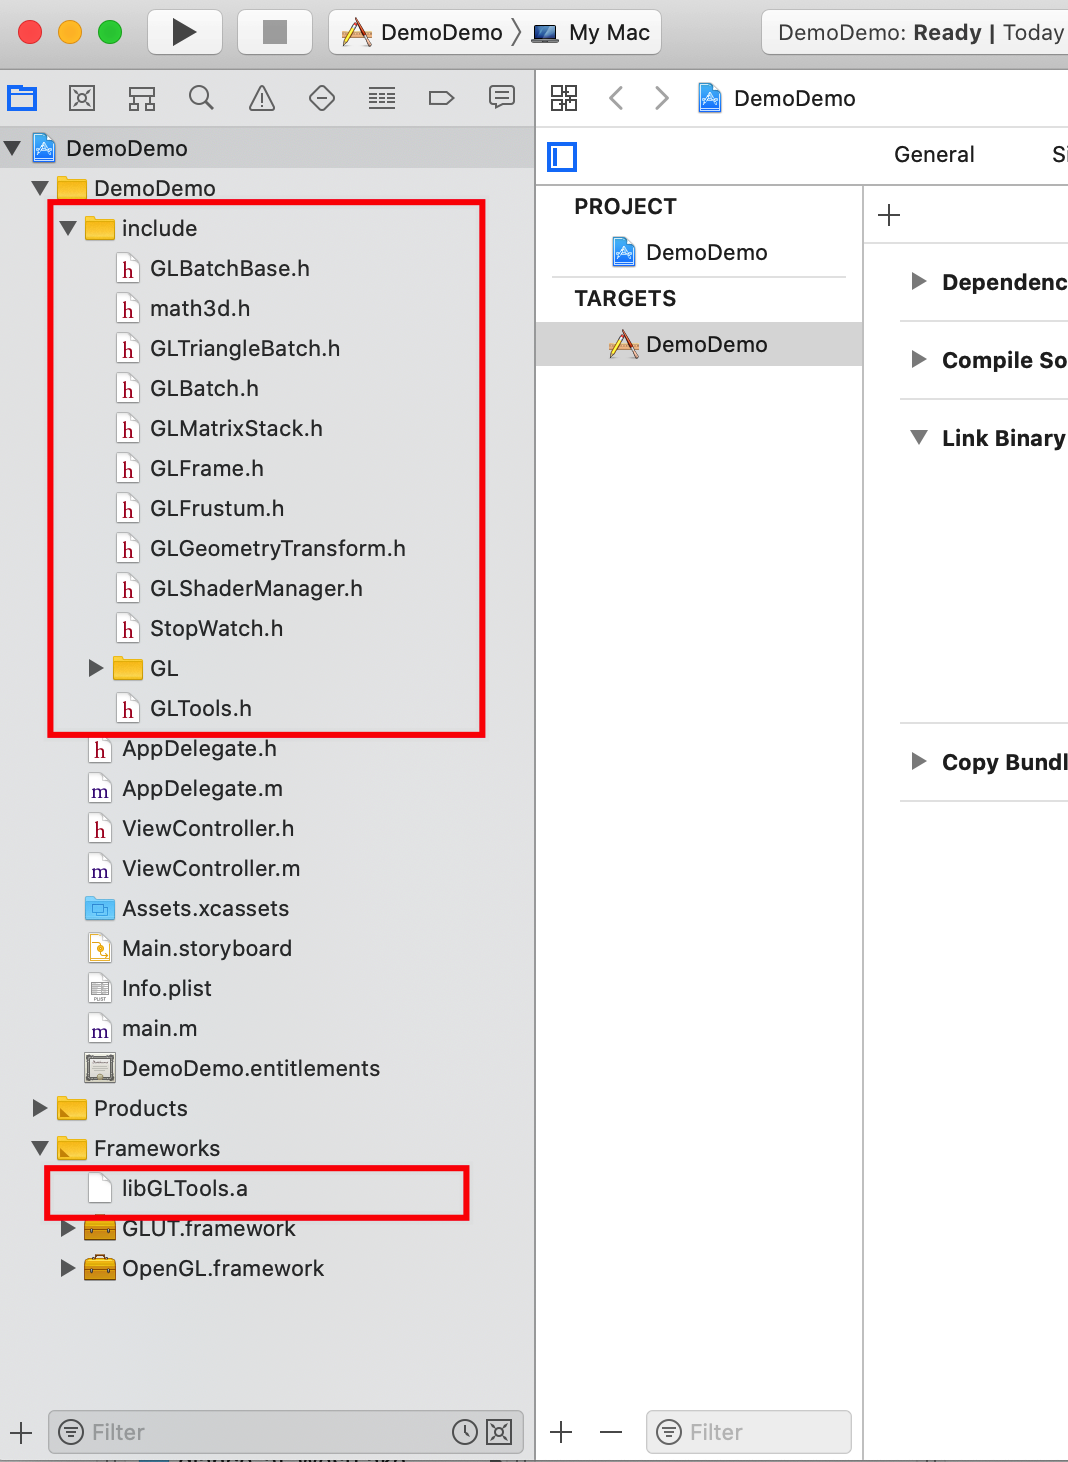 DemoDemo
My Mac
DemoDemo: Ready | Today
DemoDemo
DemoDemo
include
GLBatchBase.h
math3d.h
GLTriangleBatch.h
GLBatch.h
GLMatrixStack.h
GLFrame.h
GLFrustum.h
GLGeometryTransform.h
GLShaderManager.h
StopWatch.h
GL
GLTools.h
AppDelegate.h
AppDelegate.m
ViewController.h
ViewController.m
Assets.xcassets
Main.storyboard
Info.plist
main.m
DemoDemo.entitlements
Products
Frameworks
libGLTools.a
GLUT.framework
OpenGL.framework
Filter
DemoDemo
General
Si
PROJECT
DemoDemo
TARGETS
DemoDemo
Filter
Dependenc
Compile So
Link Binary
Copy Bundl